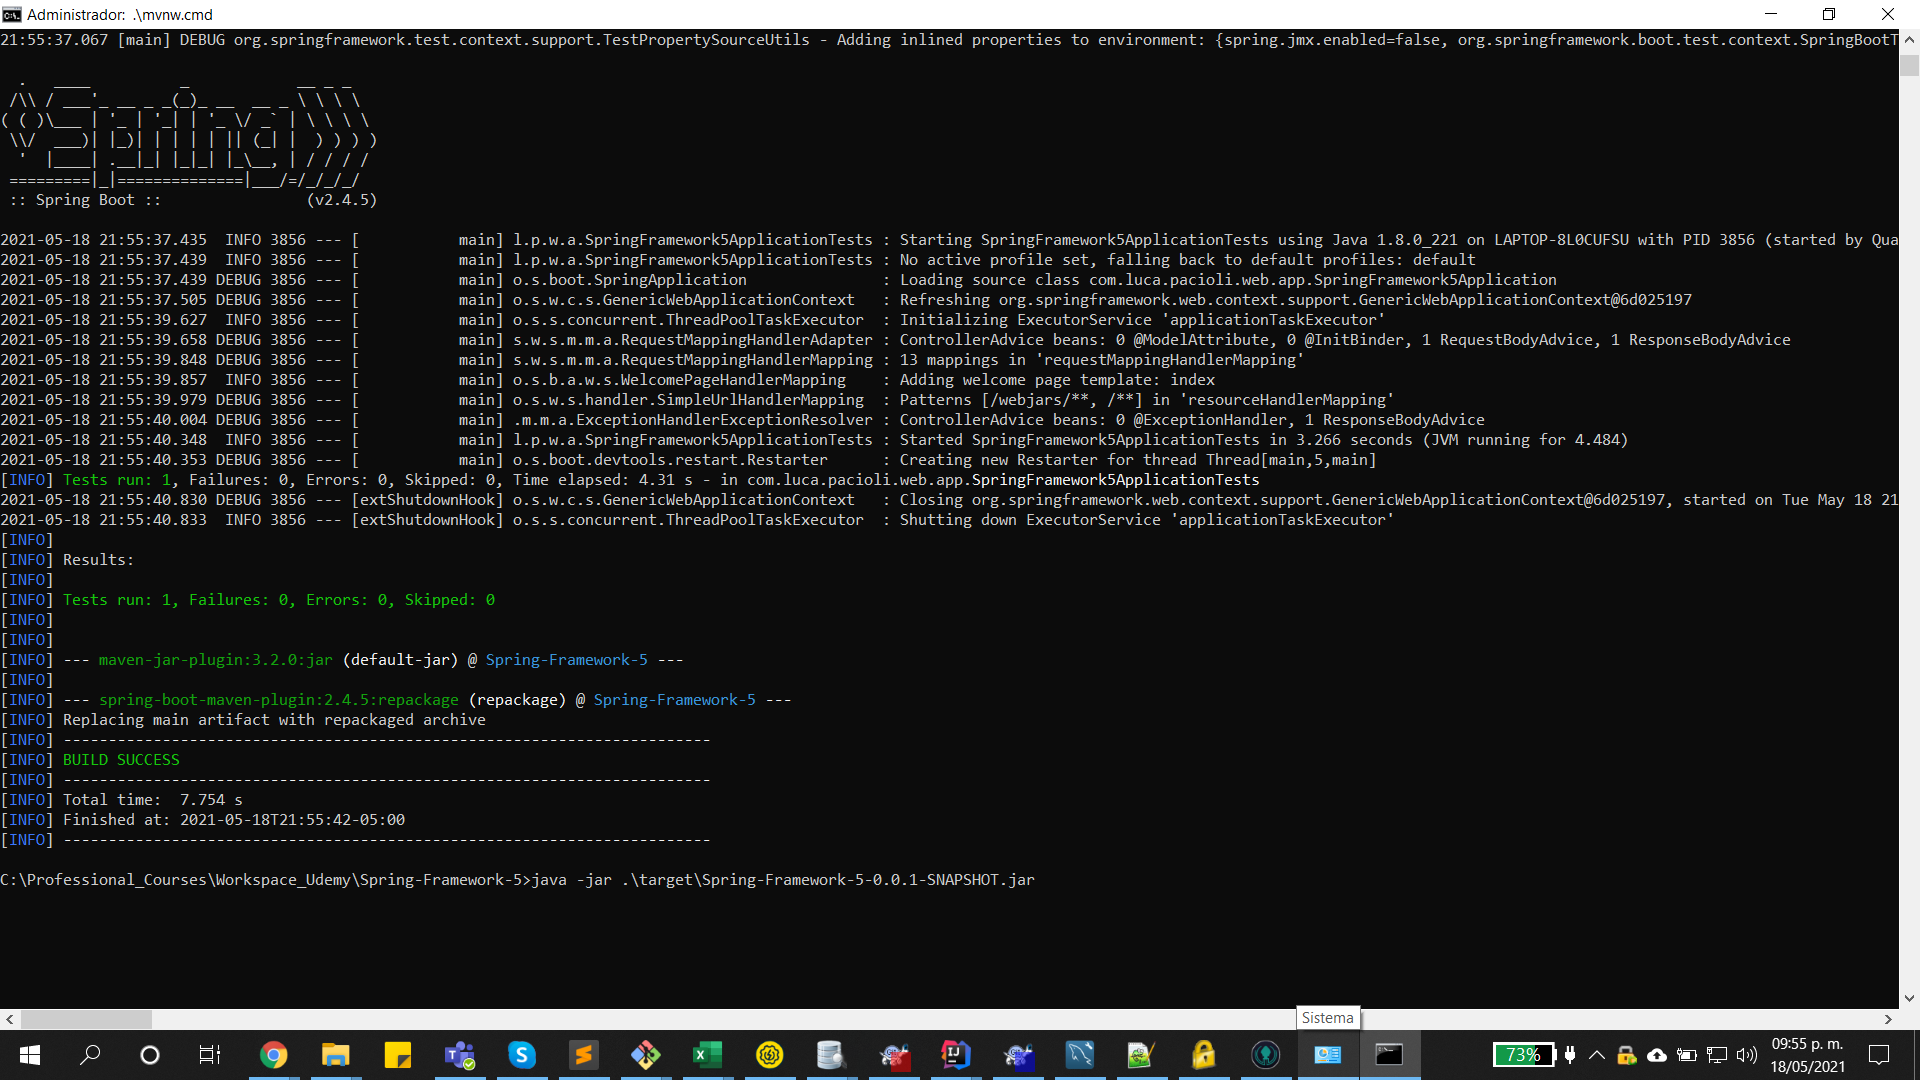 Administrador: .\mvnw.cmd
21:55:37.067 [main] DEBUG org.springframework.test.context.support.TestPropertySourceUtils - Adding inlined properties to environment: {spring.jmx.enabled=false, org.springframework.boot.test.context.SpringBootT
  .   ____          _            __ _ _
 /\\ / ___'_ __ _ _(_)_ __  __ _ \ \ \ \
( ( )\___ | '_ | '_| | '_ \/ _` | \ \ \ \
 \\/  ___)| |_)| | | | | || (_| |  ) ) ) )
  '  |____| .__|_| |_|_| |_\__, | / / / /
 =========|_|==============|___/=/_/_/_/
 :: Spring Boot ::                (v2.4.5)
2021-05-18 21:55:37.435  INFO 3856 --- [           main] l.p.w.a.SpringFramework5ApplicationTests : Starting SpringFramework5ApplicationTests using Java 1.8.0_221 on LAPTOP-8L0CUFSU with PID 3856 (started by Qua
2021-05-18 21:55:37.439  INFO 3856 --- [           main] l.p.w.a.SpringFramework5ApplicationTests : No active profile set, falling back to default profiles: default
2021-05-18 21:55:37.439 DEBUG 3856 --- [           main] o.s.boot.SpringApplication               : Loading source class com.luca.pacioli.web.app.SpringFramework5Application
2021-05-18 21:55:37.505 DEBUG 3856 --- [           main] o.s.w.c.s.GenericWebApplicationContext   : Refreshing org.springframework.web.context.support.GenericWebApplicationContext@6d025197
2021-05-18 21:55:39.627  INFO 3856 --- [           main] o.s.s.concurrent.ThreadPoolTaskExecutor  : Initializing ExecutorService 'applicationTaskExecutor'
2021-05-18 21:55:39.658 DEBUG 3856 --- [           main] s.w.s.m.m.a.RequestMappingHandlerAdapter : ControllerAdvice beans: 0 @ModelAttribute, 0 @InitBinder, 1 RequestBodyAdvice, 1 ResponseBodyAdvice
2021-05-18 21:55:39.848 DEBUG 3856 --- [           main] s.w.s.m.m.a.RequestMappingHandlerMapping : 13 mappings in 'requestMappingHandlerMapping'
2021-05-18 21:55:39.857  INFO 3856 --- [           main] o.s.b.a.w.s.WelcomePageHandlerMapping    : Adding welcome page template: index
2021-05-18 21:55:39.979 DEBUG 3856 --- [           main] o.s.w.s.handler.SimpleUrlHandlerMapping  : Patterns [/webjars/**, /**] in 'resourceHandlerMapping'
2021-05-18 21:55:40.004 DEBUG 3856 --- [           main] .m.m.a.ExceptionHandlerExceptionResolver : ControllerAdvice beans: 0 @ExceptionHandler, 1 ResponseBodyAdvice
2021-05-18 21:55:40.348  INFO 3856 --- [           main] l.p.w.a.SpringFramework5ApplicationTests : Started SpringFramework5ApplicationTests in 3.266 seconds (JVM running for 4.484)
2021-05-18 21:55:40.353 DEBUG 3856 --- [           main] o.s.boot.devtools.restart.Restarter      : Creating new Restarter for thread Thread[main,5,main]
[INFO] Tests run: 1, Failures: 0, Errors: 0, Skipped: 0, Time elapsed: 4.31 s - in com.luca.pacioli.web.app.SpringFramework5ApplicationTests
2021-05-18 21:55:40.830 DEBUG 3856 --- [extShutdownHook] o.s.w.c.s.GenericWebApplicationContext   : Closing org.springframework.web.context.support.GenericWebApplicationContext@6d025197, started on Tue May 18 21
2021-05-18 21:55:40.833  INFO 3856 --- [extShutdownHook] o.s.s.concurrent.ThreadPoolTaskExecutor  : Shutting down ExecutorService 'applicationTaskExecutor'
[INFO]
[INFO] Results:
[INFO]
[INFO] Tests run: 1, Failures: 0, Errors: 0, Skipped: 0
[INFO]
[INFO]
[INFO] --- maven-jar-plugin:3.2.0:jar (default-jar) @ Spring-Framework-5 ---
[INFO]
[INFO] --- spring-boot-maven-plugin:2.4.5:repackage (repackage) @ Spring-Framework-5 ---
[INFO] Replacing main artifact with repackaged archive
[INFO] ------------------------------------------------------------------------
[INFO] BUILD SUCCESS
[INFO] ------------------------------------------------------------------------
[INFO] Total time:  7.754 s
[INFO] Finished at: 2021-05-18T21:55:42-05:00
[INFO] ------------------------------------------------------------------------
C:\Professional_Courses\Workspace_Udemy\Spring-Framework-5>java -jar .\target\Spring-Framework-5-0.0.1-SNAPSHOT.jar
Sistema
73%
09:55 p. m.
18/05/2021